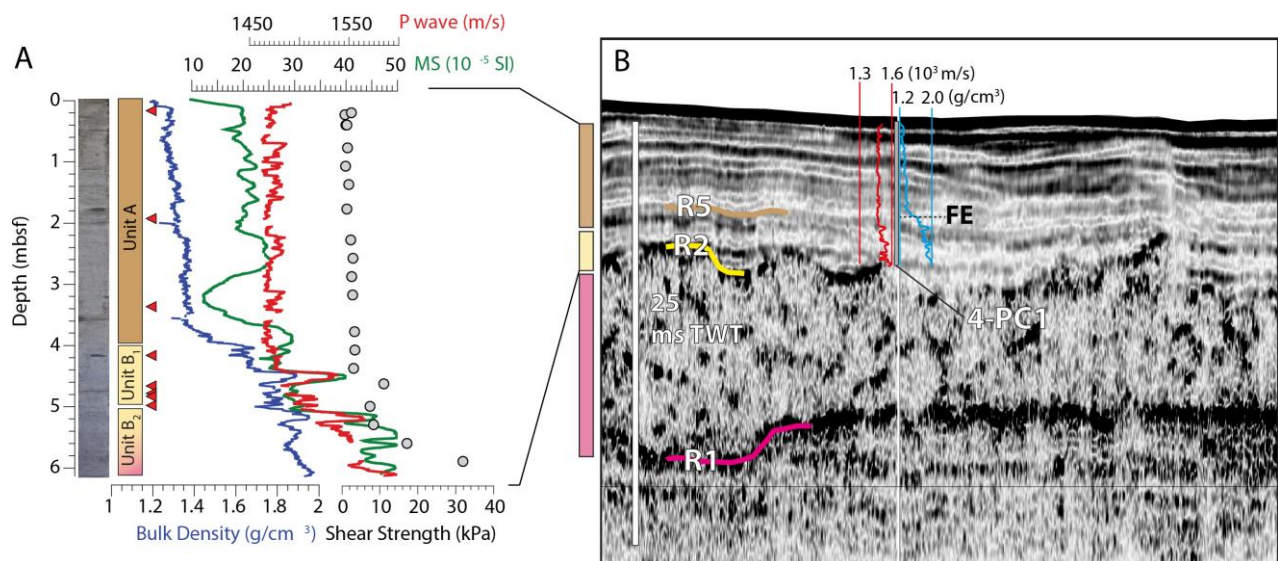 1450 1550
P wave (m/s)
A
MS (10 -5 SI)
10 20 30 40 50
0
1
2
3
4
5
6
Depth (mbsf)
Unit A
Unit B1
Unit B2
1.2 1.4 1.6 1.8 2 0 10 20 30 40
Bulk Density (g/cm 3) Shear Strength (kPa)
B
1.3 1.6 (10³ m/s)
1.2 2.0 (g/cm³)
R5
FE
R2
25
ms TWT
4-PC1
R1